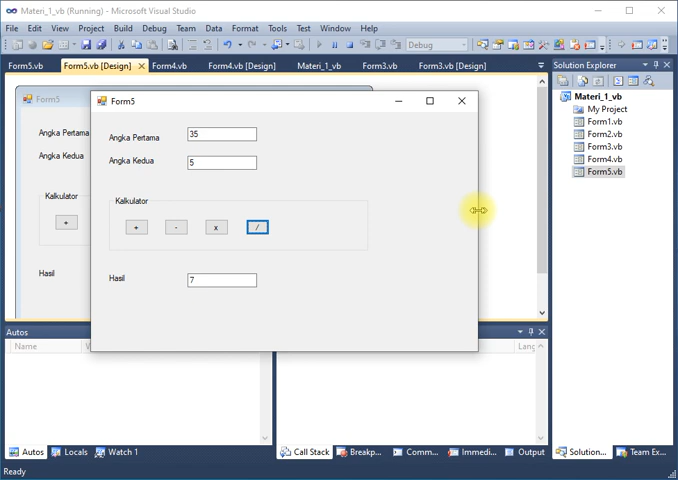 Materi_1_vb (Running) - Microsoft Visual Studio
File Edit View Project Build Debug Team Data Format Tools Test Window Help
Debug
Form5.vb Form5.vb [Design] Form4.vb Form4.vb [Design] Materi_1_vb Form3.vb Form3.vb [Design]
Solution Explorer
Materi_1_vb
My Project
Form1.vb
Form2.vb
Form3.vb
Form4.vb
Form5.vb
Form5
Angka Pertama
Angka Kedua
Kalkulator
+
Hasil
Form5
Angka Pertama 35
Angka Kedua 5
Kalkulator
+ - x /
Hasil 7
Autos
Name
Lang
Autos Locals Watch 1
Call Stack Breakp... Comm... Immedi... Output
Solution... Team Ex...
Ready